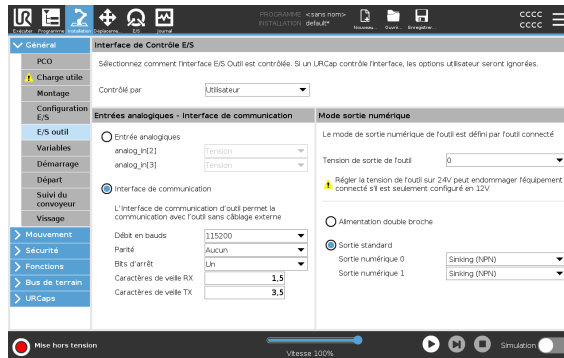 PROGRAMME <sans nom>
INSTALLATION default*
CCCC
CCCC
Exécuter Programme Installation Déplaceme... E/S Journal
Nouveau... Ouvrir... Enregistrer...
Général
PCO
Charge utile
Montage
Configuration
E/S
E/S outil
Variables
Démarrage
Départ
Suivi du
convoyeur
Vissage
Mouvement
Sécurité
Fonctions
Bus de terrain
URCaps
Interface de Contrôle E/S
Sélectionnez comment l'interface E/S Outil est contrôlée. Si un URCap contrôle l'interface, les options utilisateur seront ignorées.
Contrôlé par Utilisateur
Entrées analogiques - Interface de communication
Entrée analogiques
analog_in[2] Tension
analog_in[3] Tension
Interface de communication
L'Interface de communication d'outil permet la
communication avec l'outil sans câblage externe
Débit en bauds 115200
Parité Aucun
Bits d'arrêt Un
Caractères de veille RX 1,5
Caractères de veille TX 3,5
Mode sortie numérique
Le mode de sortie numérique de l'outil est défini par l'outil connecté
Tension de sortie de l'outil 0
Régler la tension de l'outil sur 24V peut endommager l'équipement
connecté s'il est seulement configuré en 12V
Alimentation double broche
Sortie standard
Sortie numérique 0 Sinking (NPN)
Sortie numérique 1 Sinking (NPN)
Mise hors tension
Vitesse 100%
Simulation